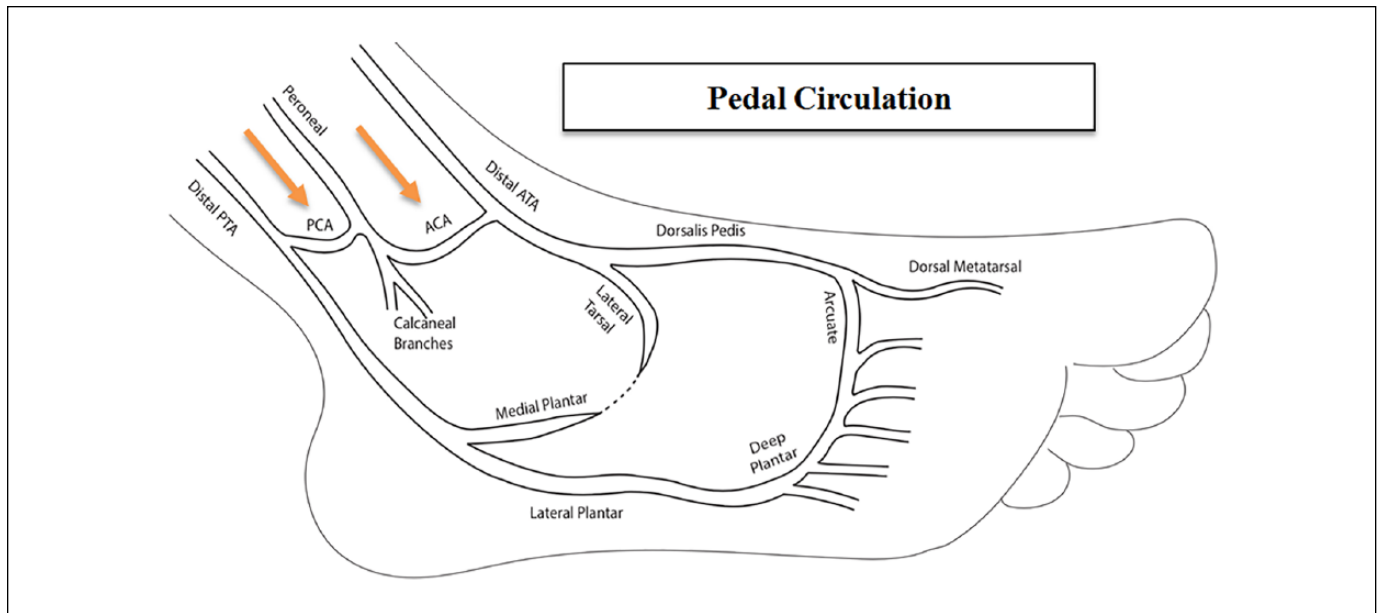 Pedal Circulation
Peroneal
Distal PTA
PCA
ACA
Distal ATA
Dorsalis Pedis
Dorsal Metatarsal
Lateral
Tarsal
Arcuate
Calcaneal
Branches
Medial Plantar
Deep
Plantar
Lateral Plantar